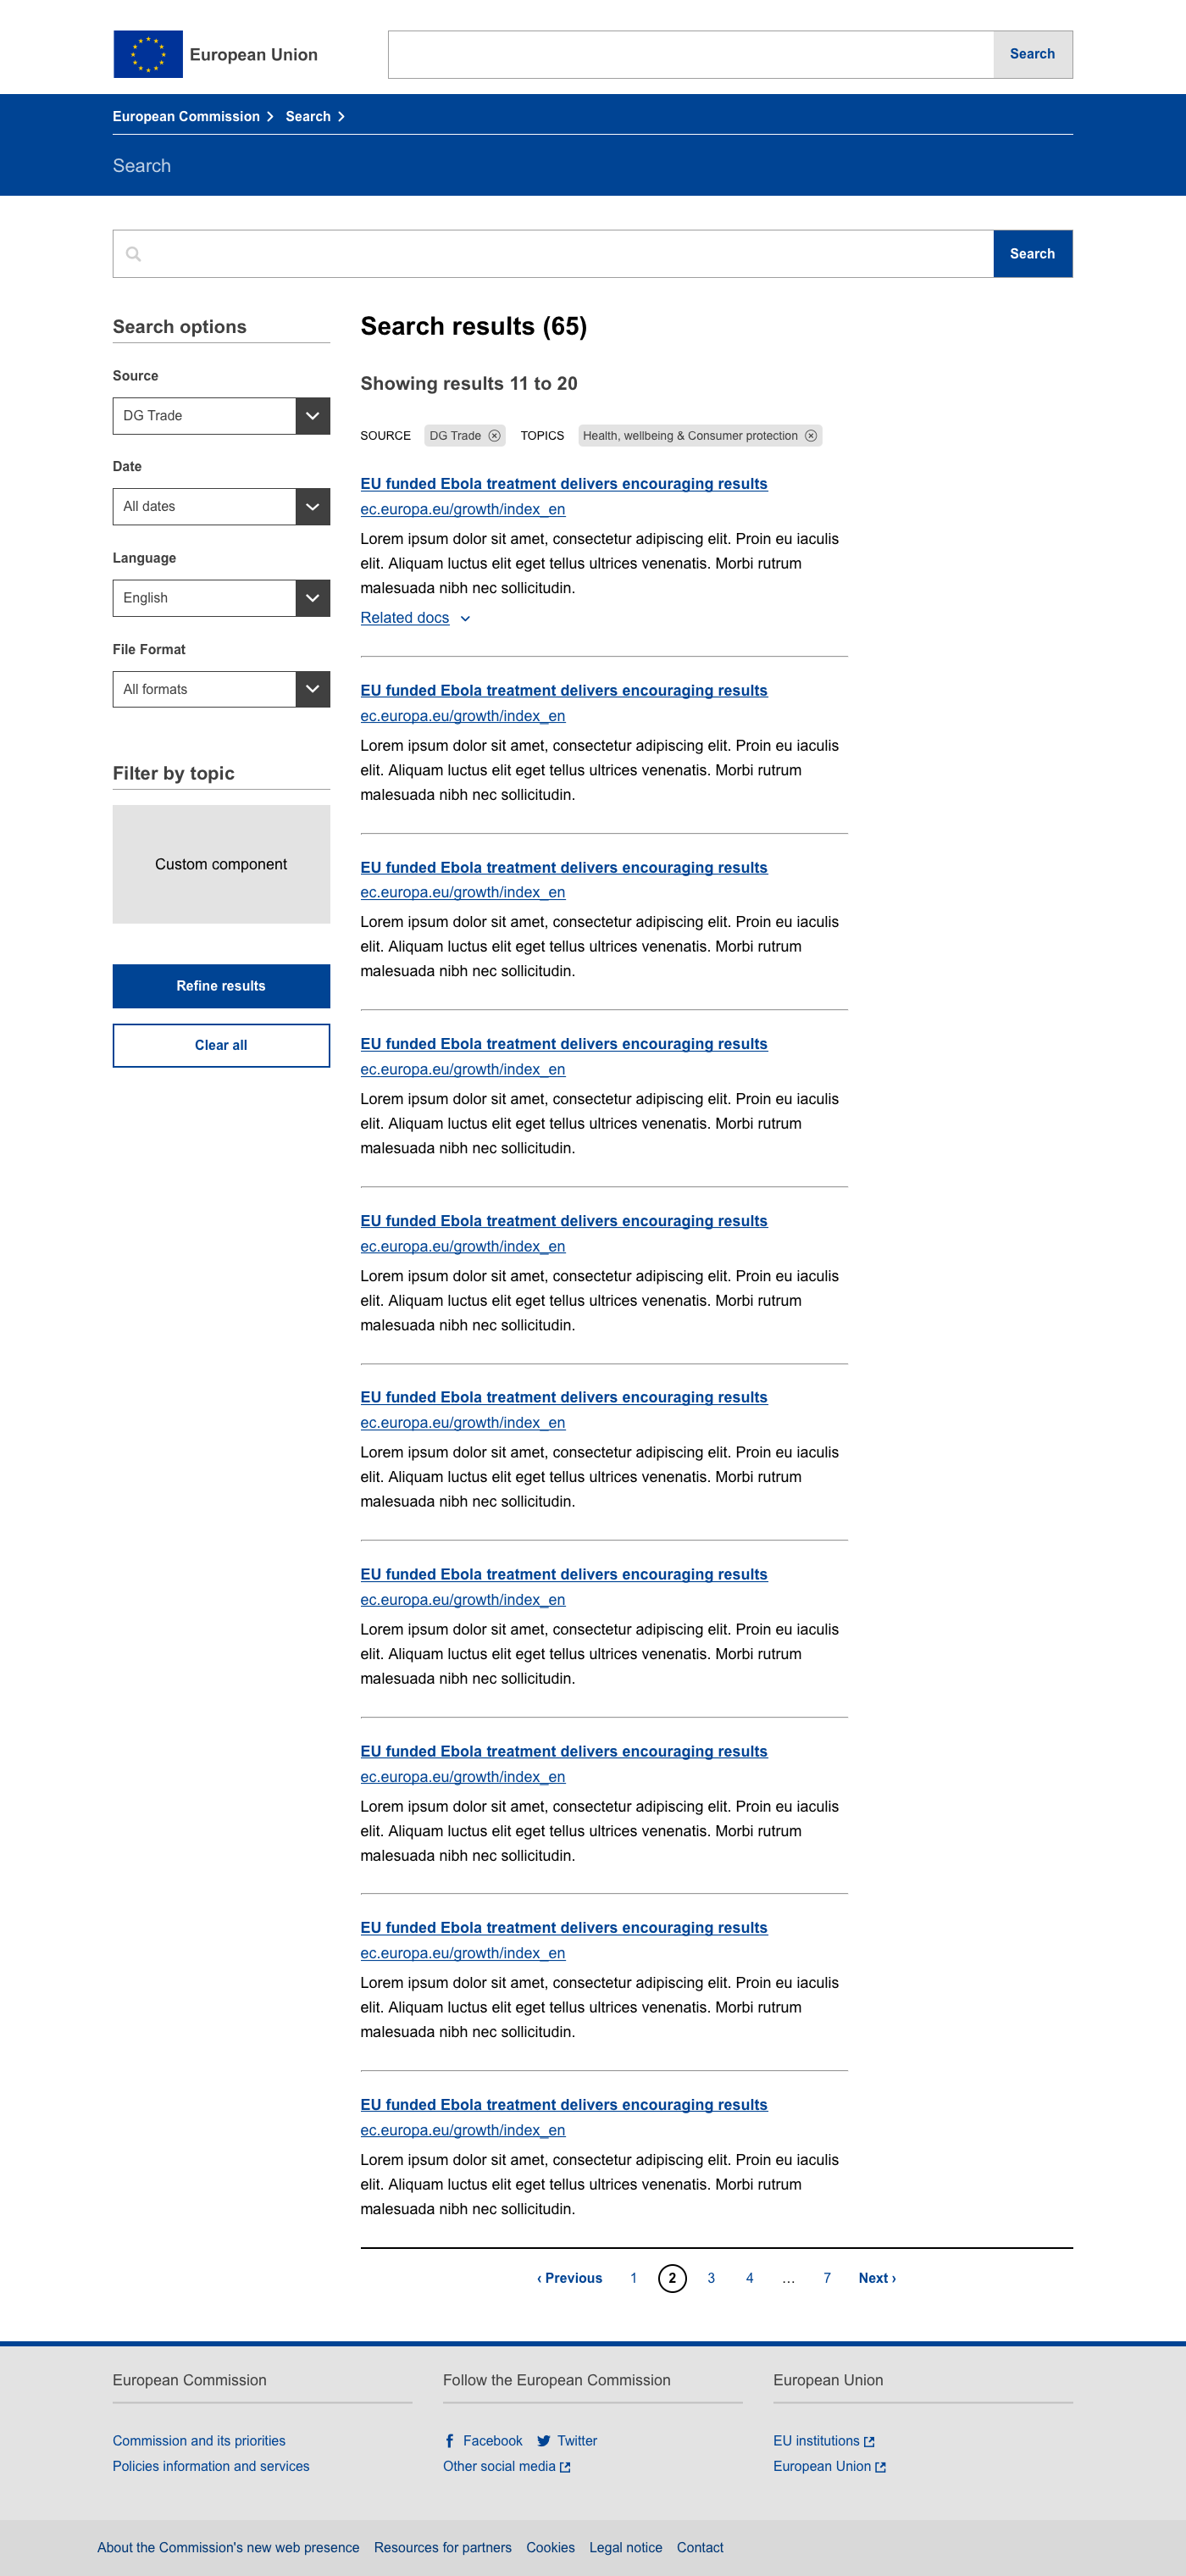 European Union
Search
European Commission
Search
Search
Search
Search options
Source
DG Trade
Date
All dates
Language
English
File Format
All formats
Filter by topic
Custom component
Refine results
Clear all
Search results (65)
Showing results 11 to 20
SOURCE DG Trade TOPICS Health, wellbeing & Consumer protection
EU funded Ebola treatment delivers encouraging results
ec.europa.eu/growth/index_en
Lorem ipsum dolor sit amet, consectetur adipiscing elit. Proin eu iaculis
elit. Aliquam luctus elit eget tellus ultrices venenatis. Morbi rutrum
malesuada nibh nec sollicitudin.
Related docs
EU funded Ebola treatment delivers encouraging results
ec.europa.eu/growth/index_en
Lorem ipsum dolor sit amet, consectetur adipiscing elit. Proin eu iaculis
elit. Aliquam luctus elit eget tellus ultrices venenatis. Morbi rutrum
malesuada nibh nec sollicitudin.
EU funded Ebola treatment delivers encouraging results
ec.europa.eu/growth/index_en
Lorem ipsum dolor sit amet, consectetur adipiscing elit. Proin eu iaculis
elit. Aliquam luctus elit eget tellus ultrices venenatis. Morbi rutrum
malesuada nibh nec sollicitudin.
EU funded Ebola treatment delivers encouraging results
ec.europa.eu/growth/index_en
Lorem ipsum dolor sit amet, consectetur adipiscing elit. Proin eu iaculis
elit. Aliquam luctus elit eget tellus ultrices venenatis. Morbi rutrum
malesuada nibh nec sollicitudin.
EU funded Ebola treatment delivers encouraging results
ec.europa.eu/growth/index_en
Lorem ipsum dolor sit amet, consectetur adipiscing elit. Proin eu iaculis
elit. Aliquam luctus elit eget tellus ultrices venenatis. Morbi rutrum
malesuada nibh nec sollicitudin.
EU funded Ebola treatment delivers encouraging results
ec.europa.eu/growth/index_en
Lorem ipsum dolor sit amet, consectetur adipiscing elit. Proin eu iaculis
elit. Aliquam luctus elit eget tellus ultrices venenatis. Morbi rutrum
malesuada nibh nec sollicitudin.
EU funded Ebola treatment delivers encouraging results
ec.europa.eu/growth/index_en
Lorem ipsum dolor sit amet, consectetur adipiscing elit. Proin eu iaculis
elit. Aliquam luctus elit eget tellus ultrices venenatis. Morbi rutrum
malesuada nibh nec sollicitudin.
EU funded Ebola treatment delivers encouraging results
ec.europa.eu/growth/index_en
Lorem ipsum dolor sit amet, consectetur adipiscing elit. Proin eu iaculis
elit. Aliquam luctus elit eget tellus ultrices venenatis. Morbi rutrum
malesuada nibh nec sollicitudin.
EU funded Ebola treatment delivers encouraging results
ec.europa.eu/growth/index_en
Lorem ipsum dolor sit amet, consectetur adipiscing elit. Proin eu iaculis
elit. Aliquam luctus elit eget tellus ultrices venenatis. Morbi rutrum
malesuada nibh nec sollicitudin.
EU funded Ebola treatment delivers encouraging results
ec.europa.eu/growth/index_en
Lorem ipsum dolor sit amet, consectetur adipiscing elit. Proin eu iaculis
elit. Aliquam luctus elit eget tellus ultrices venenatis. Morbi rutrum
malesuada nibh nec sollicitudin.
‹ Previous 1 2 3 4 ... 7 Next ›
European Commission
Commission and its priorities
Policies information and services
Follow the European Commission
Facebook Twitter
Other social media
European Union
EU institutions
European Union
About the Commission's new web presence Resources for partners Cookies Legal notice Contact